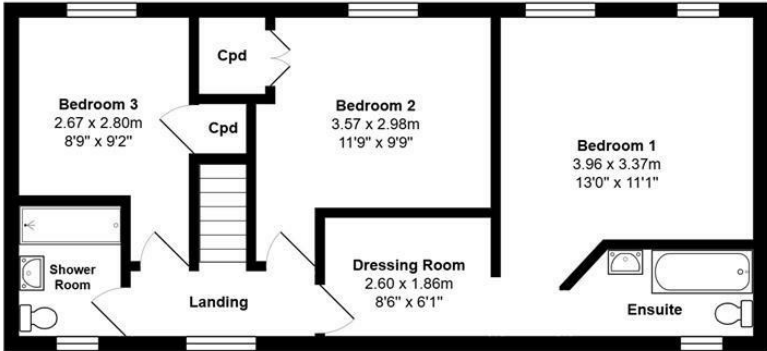 Cpd
Bedroom 3
2.67 x 2.80m
8'9" x 9'2"
Cpd
Bedroom 2
3.57 x 2.98m
11'9" x 9'9"
Bedroom 1
3.96 x 3.37m
13'0" x 11'1"
Shower
Room
Landing
Dressing Room
2.60 x 1.86m
8'6" x 6'1"
Ensuite